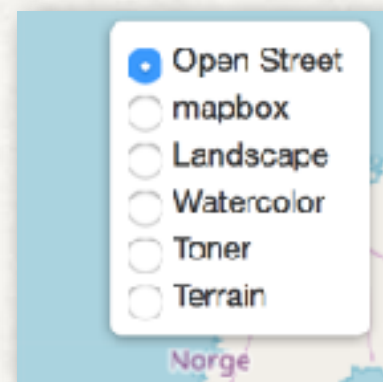 Open Street
mapbox
Landscape
Watercolor
Toner
Terrain
Norge